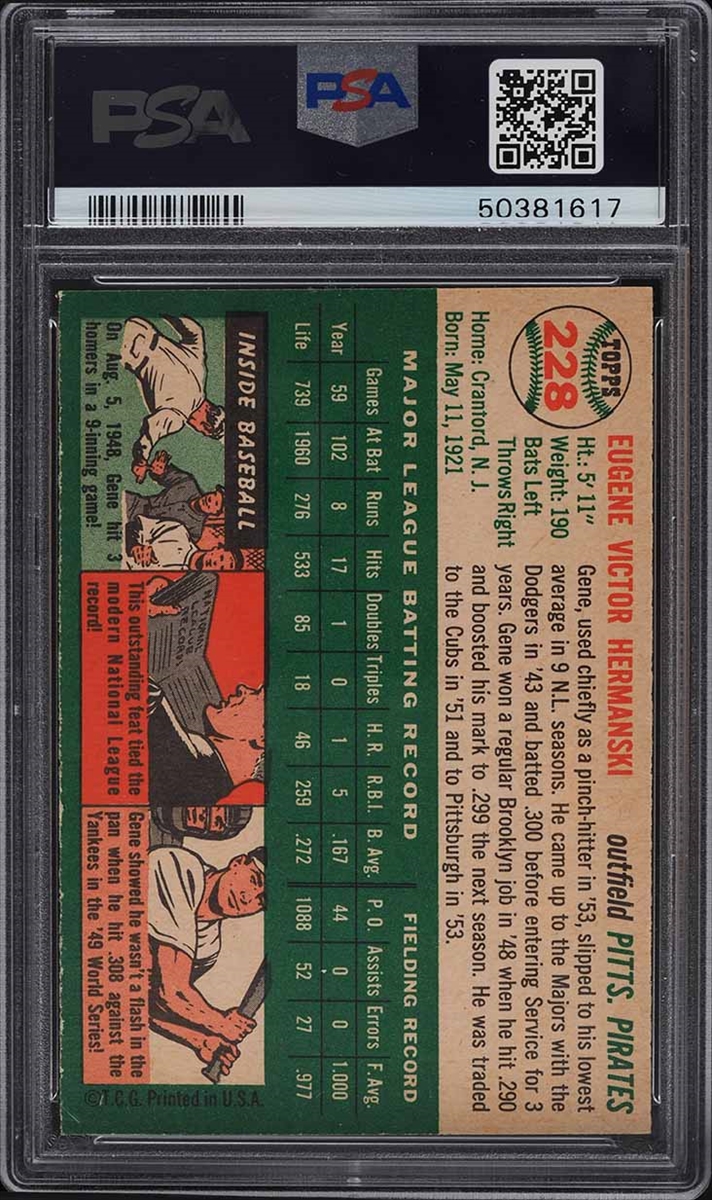 PSA
PSA
50381617
TOPPS
228
EUGENE VICTOR HERMANSKI
outfield PITTS. PIRATES
Ht.: 5' 11"
Weight: 190
Bats Left
Throws Right
Home: Cranford, N. J.
Born: May 11, 1921
Gene, used chiefly as a pinch-hitter in '53, slipped to his lowest
average in 9 N.L. seasons. He came up to the Majors with the
Dodgers in '43 and batted .300 before entering Service for 3
years. Gene won a regular Brooklyn job in '48 when he hit .290
and boosted his mark to .299 the next season. He was traded
to the Cubs in '51 and to Pittsburgh in '53.
MAJOR LEAGUE BATTING RECORD FIELDING RECORD
Games At Bat Runs Hits Doubles Triples H.R. R.B.I. B. Avg. P. O. Assists Errors F. Avg.
Year 59 102 8 17 1 0 1 5 .167 44 0 0 1.000
Life 739 1960 276 533 85 18 46 259 .272 1088 52 27 .977
INSIDE BASEBALL
NATIONAL
LEAGUE
RECORDS
On Aug. 5, 1948, Gene hit 3
homers in a 9-inning game!
This outstanding feat tied the
modern National League
record!
Gene showed he wasn't a flash in the
pan when he hit .308 against the
Yankees in the '49 World Series!
©T.C.G. Printed in U.S.A.